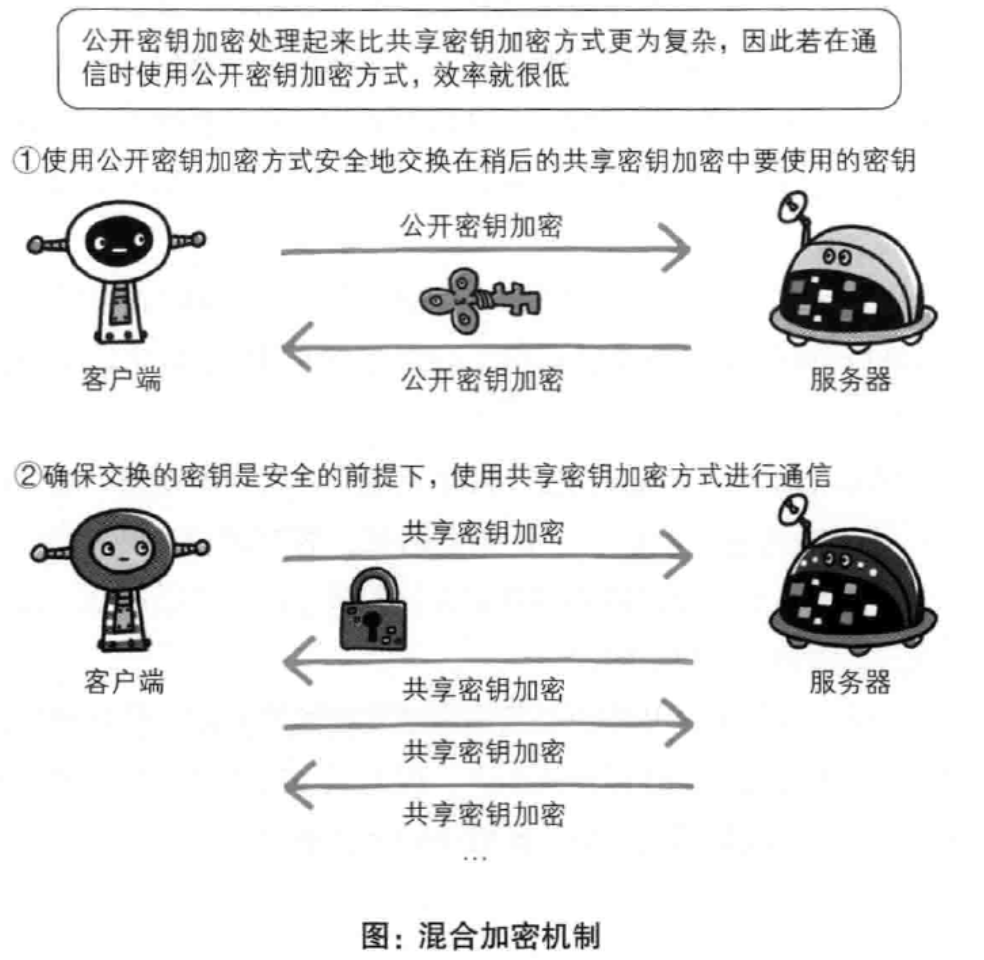 公开密钥加密处理起来比共享密钥加密方式更为复杂，因此若在通
信时使用公开密钥加密方式，效率就很低
①使用公开密钥加密方式安全地交换在稍后的共享密钥加密中要使用的密钥
公开密钥加密
公开密钥加密
客户端
服务器
②确保交换的密钥是安全的前提下，使用共享密钥加密方式进行通信
共享密钥加密
客户端
服务器
共享密钥加密
共享密钥加密
共享密钥加密
…
图：混合加密机制